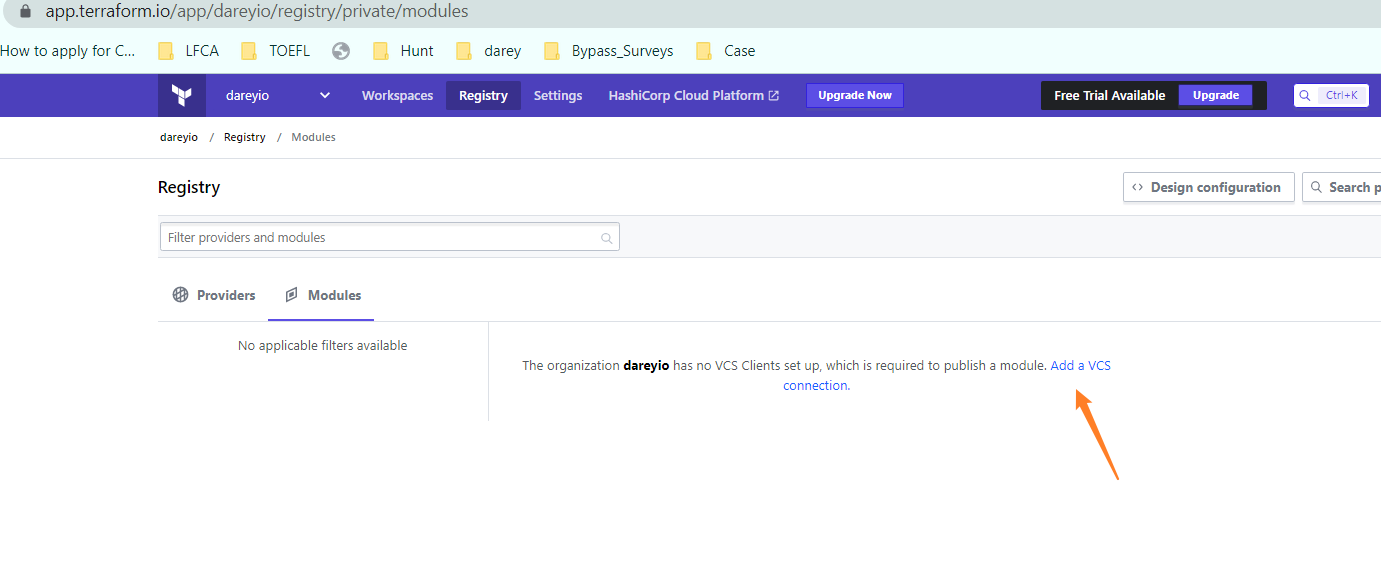 app.terraform.io/app/dareyio/registry/private/modules
How to apply for C... LFCA TOEFL Hunt darey Bypass_Surveys Case
dareyio Workspaces Registry Settings HashiCorp Cloud Platform Upgrade Now Free Trial Available Upgrade Ctrl+K
dareyio / Registry / Modules
Registry <> Design configuration Search p
Filter providers and modules
Providers Modules
No applicable filters available
The organization dareyio has no VCS Clients set up, which is required to publish a module. Add a VCS
connection.